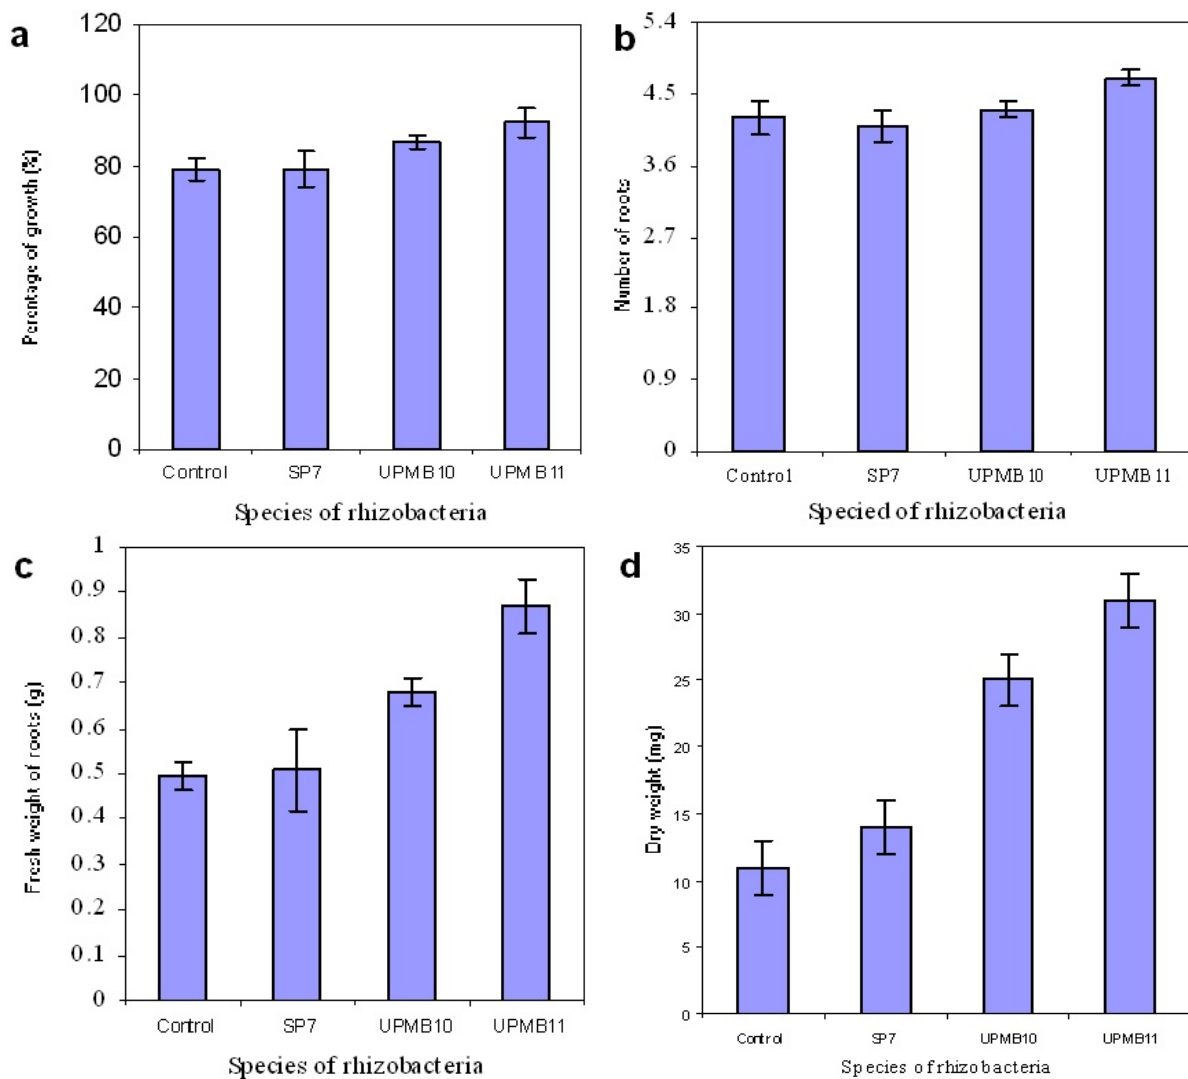 a
120
100
80
60
40
20
0
Perentage of growth (%)
Control SP7 UPMB10 UPMB11
Species of rhizobacteria
b
5.4
4.5
3.6
2.7
1.8
0.9
0
Number of roots
Control SP7 UPMB10 UPMB11
Specied of rhizobacteria
c
1
0.9
0.8
0.7
0.6
0.5
0.4
0.3
0.2
0.1
0
Fresh weight of roots (g)
Control SP7 UPMB10 UPMB11
Species of rhizobacteria
d
35
30
25
20
15
10
5
0
Dry weight (mg)
Control SP7 UPMB10 UPMB11
Species of rhizobacteria